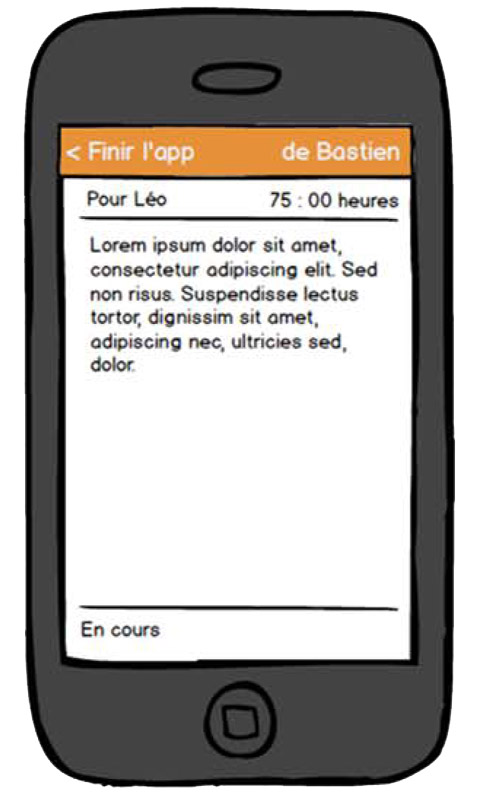 < Finir l'app de Bastien
Pour Léo 75 : 00 heures
Lorem ipsum dolor sit amet,
consectetur adipiscing elit. Sed
non risus. Suspendisse lectus
tortor, dignissim sit amet,
adipiscing nec, ultricies sed,
dolor.
En cours